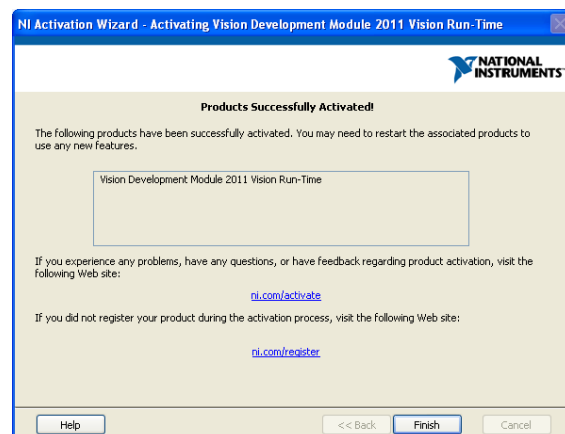 NI Activation Wizard - Activating Vision Development Module 2011 Vision Run-Time
NATIONAL
INSTRUMENTS
Products Successfully Activated!
The following products have been successfully activated. You may need to restart the associated products to
use any new features.
Vision Development Module 2011 Vision Run-Time
If you experience any problems, have any questions, or have feedback regarding product activation, visit the
following Web site:
ni.com/activate
If you did not register your product during the activation process, visit the following Web site:
ni.com/register
Help
<< Back
Finish
Cancel